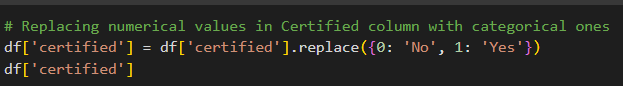 # Replacing numerical values in Certified column with categorical ones
df['certified'] = df['certified'].replace({0: 'No', 1: 'Yes'})
df['certified']